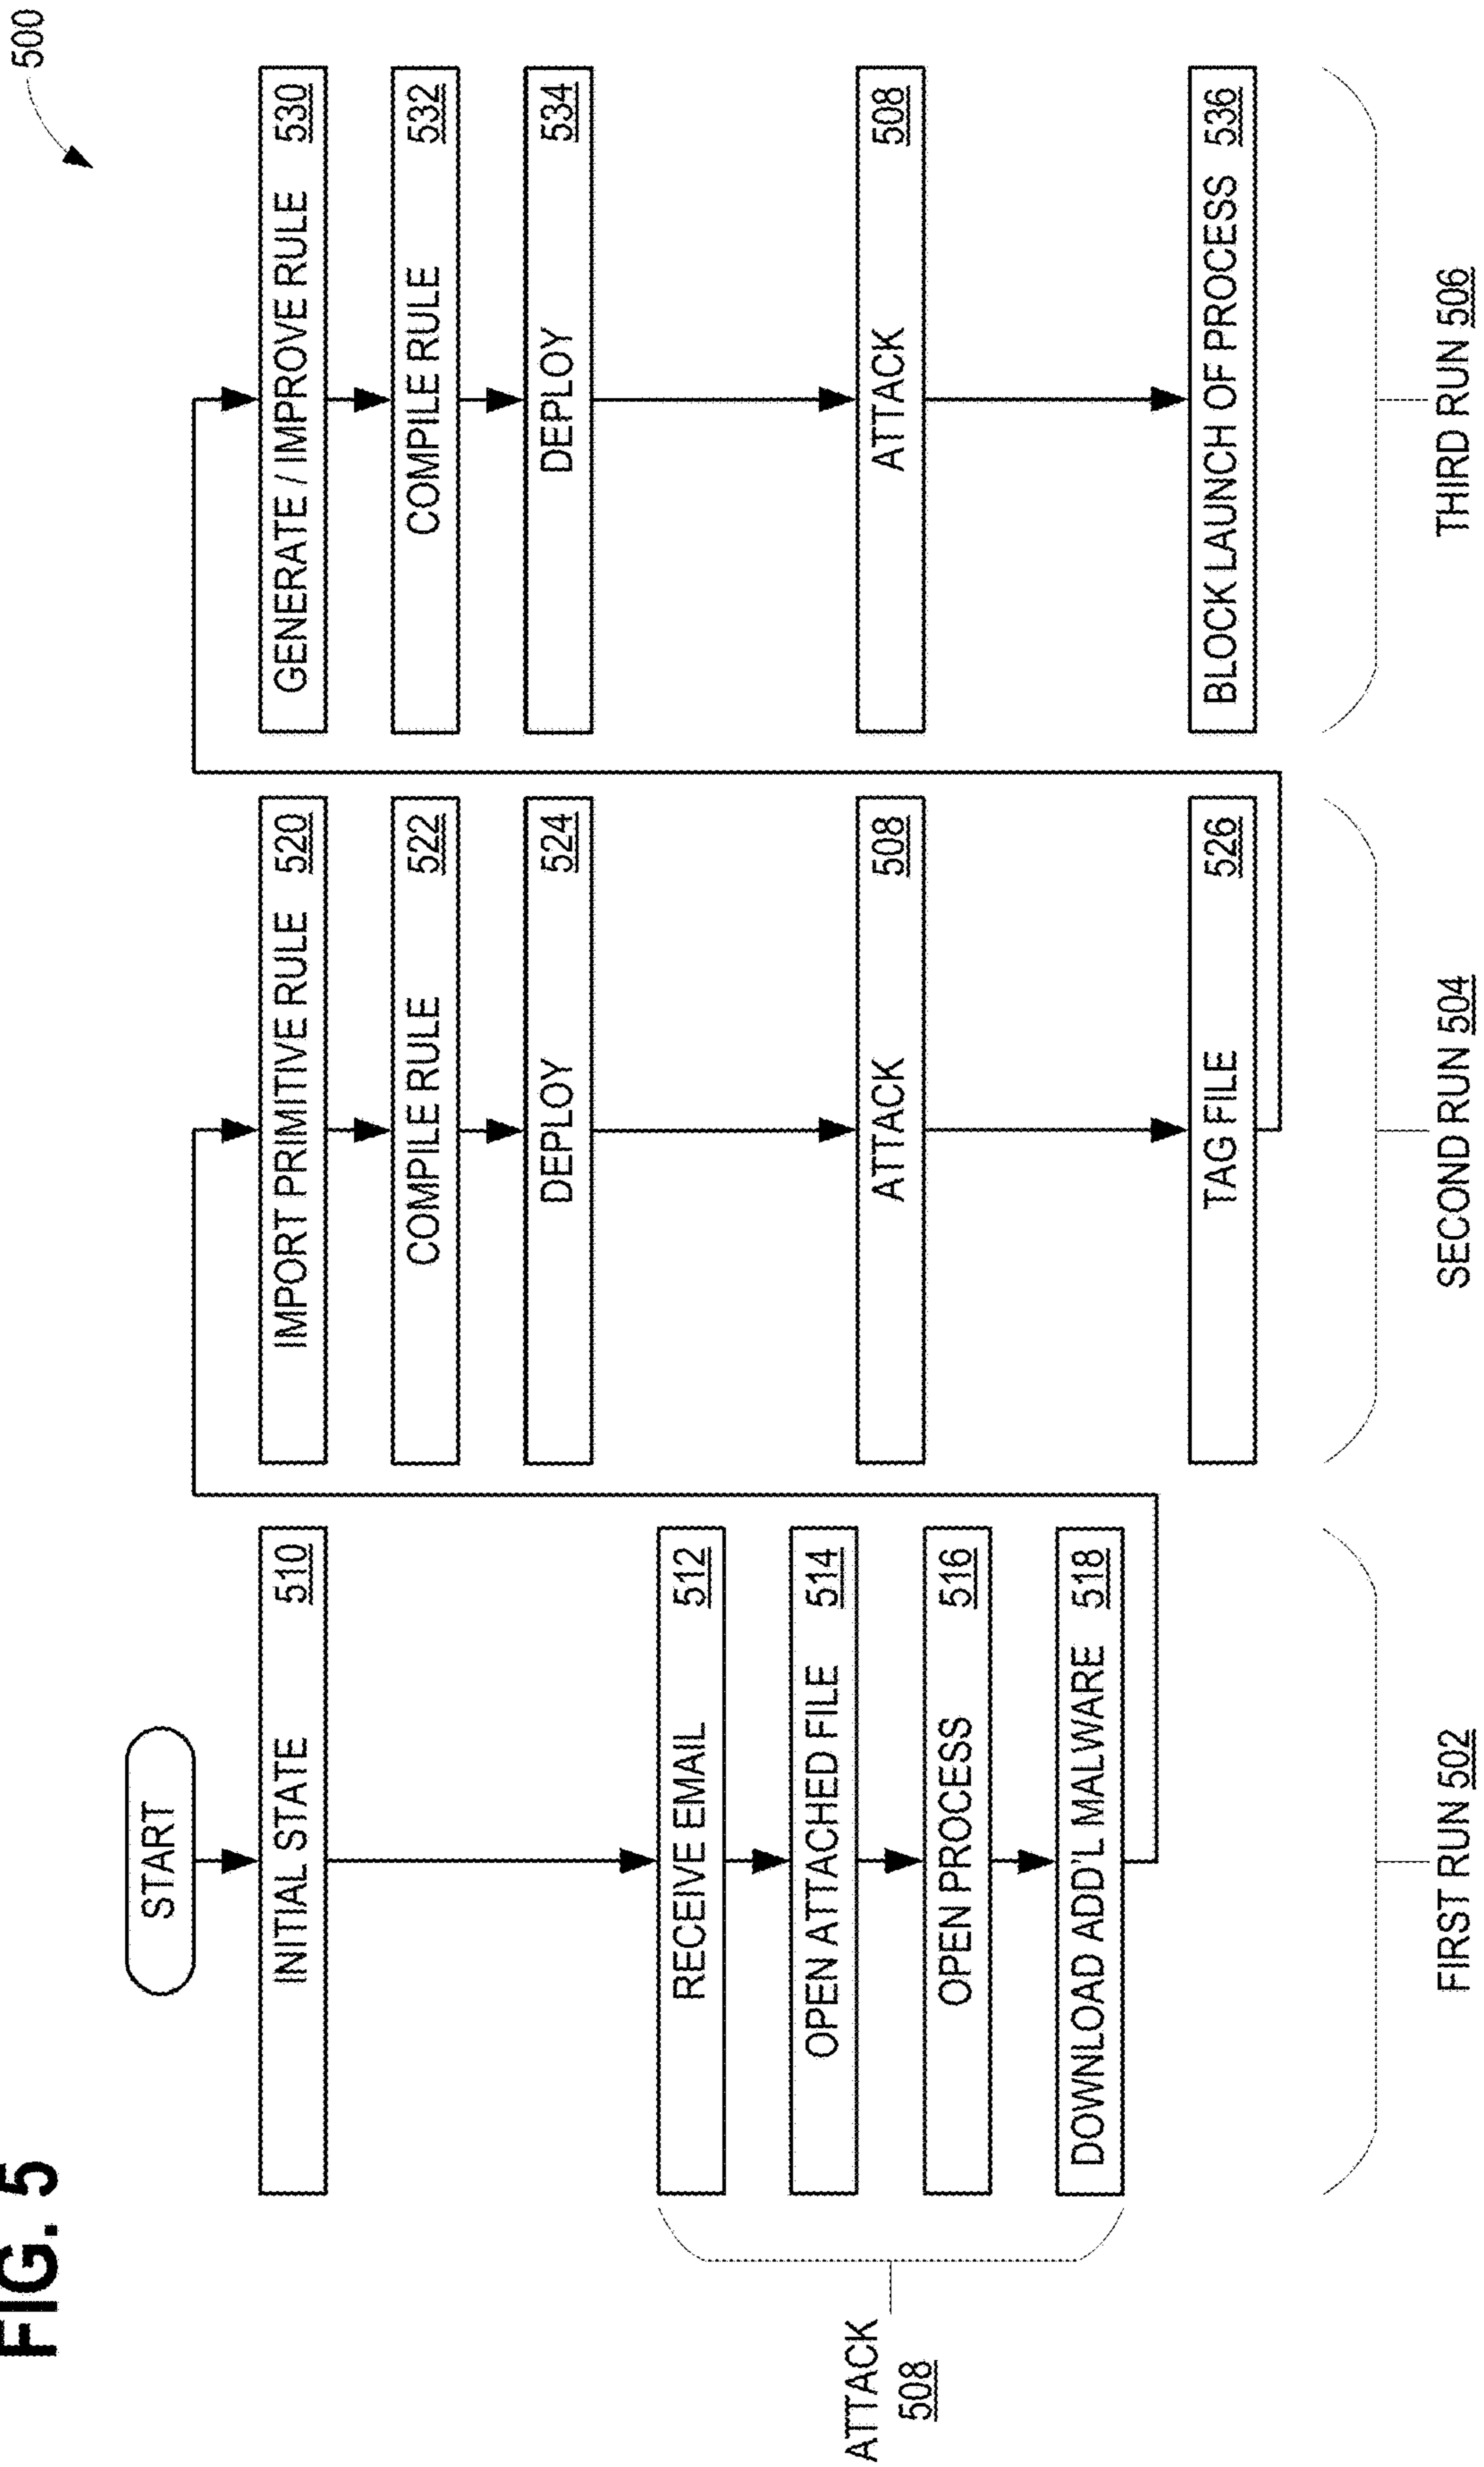 FIG. 5
500
START
INITIAL STATE 510
RECEIVE EMAIL 512
OPEN ATTACHED FILE 514
OPEN PROCESS 516
DOWNLOAD ADD'L MALWARE 518
ATTACK
508
FIRST RUN 502
IMPORT PRIMITIVE RULE 520
COMPILE RULE 522
DEPLOY 524
ATTACK 508
TAG FILE 526
SECOND RUN 504
GENERATE / IMPROVE RULE 530
COMPILE RULE 532
DEPLOY 534
ATTACK 508
BLOCK LAUNCH OF PROCESS 536
THIRD RUN 506